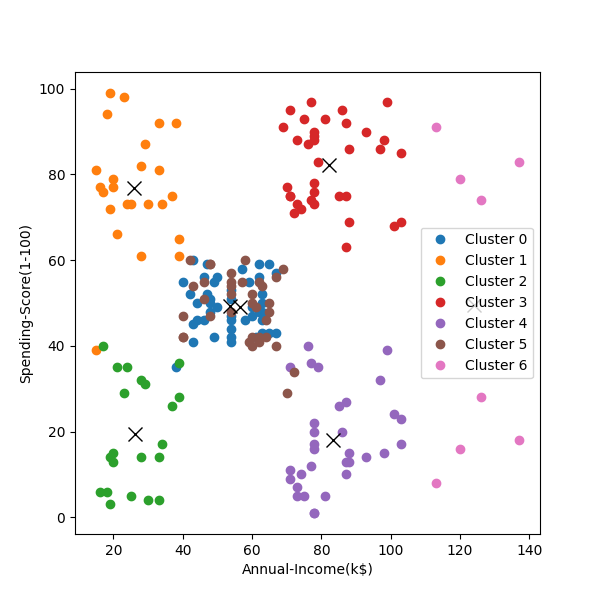 100
80
60
40
20
0
Spending-Score(1-100)
Cluster 0
Cluster 1
Cluster 2
Cluster 3
Cluster 4
Cluster 5
Cluster 6
20 40 60 80 100 120 140
Annual-Income(k$)